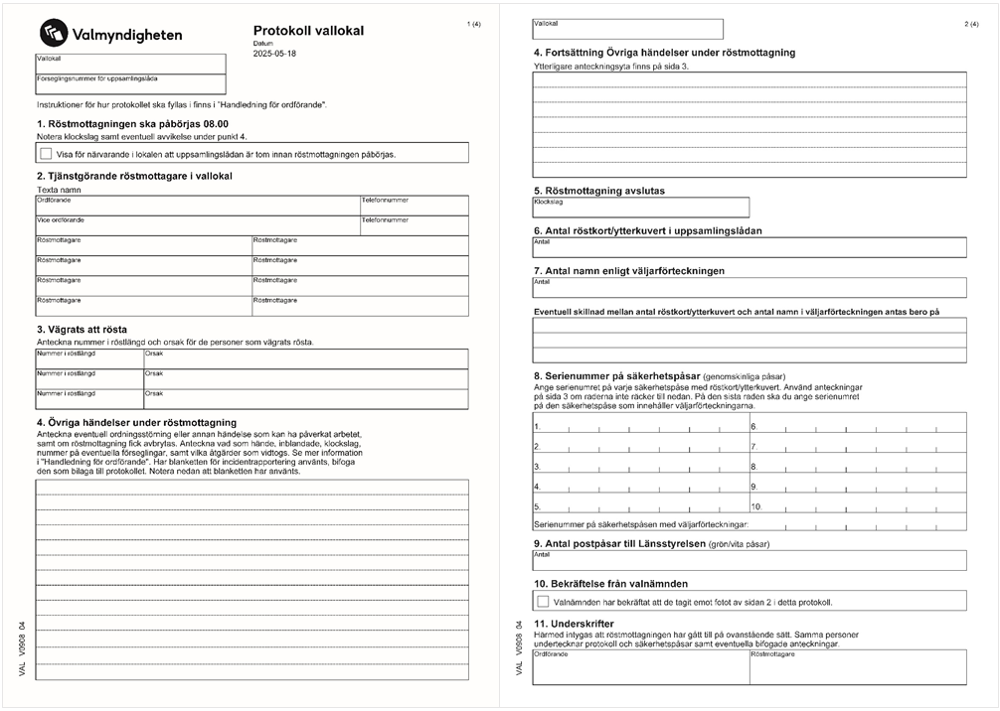 Valmyndigheten
Protokoll vallokal
1 (4)
Datum
2025-05-18
Vallokal
Förseglingsnummer för uppsamlingslåda
Instruktioner för hur protokollet ska fyllas i finns i "Handledning för ordförande".
1. Röstmottagningen ska påbörjas 08.00
Notera klockslag samt eventuell avvikelse under punkt 4.
Visa för närvarande i lokalen att uppsamlingslådan är tom innan röstmottagningen påbörjas.
2. Tjänstgörande röstmottagare i vallokal
Texta namn
Ordförande Telefonnummer
Vice ordförande Telefonnummer
Röstmottagare Röstmottagare
Röstmottagare Röstmottagare
Röstmottagare Röstmottagare
Röstmottagare Röstmottagare
3. Vägrats att rösta
Anteckna nummer i röstlängd och orsak för de personer som vägrats rösta.
Nummer i röstlängd Orsak
Nummer i röstlängd Orsak
Nummer i röstlängd Orsak
4. Övriga händelser under röstmottagning
Anteckna eventuell ordningsstörning eller annan händelse som kan ha påverkat arbetet,
samt om röstmottagning fick avbrytas. Anteckna vad som hände, inblandade, klockslag,
nummer på eventuella förseglingar, samt vilka åtgärder som vidtogs. Se mer information
i "Handledning för ordförande". Har blanketten för incidentrapportering använts, bifoga
den som bilaga till protokollet. Notera nedan att blanketten har använts.
VAL V0908 04
2 (4)
Vallokal
4. Fortsättning Övriga händelser under röstmottagning
Ytterligare anteckningsyta finns på sida 3.
5. Röstmottagning avslutas
Klockslag
6. Antal röstkort/ytterkuvert i uppsamlingslådan
Antal
7. Antal namn enligt väljarförteckningen
Antal
Eventuell skillnad mellan antal röstkort/ytterkuvert och antal namn i väljarförteckningen antas bero på
8. Serienummer på säkerhetspåsar (genomskinliga påsar)
Ange serienumret på varje säkerhetspåse med röstkort/ytterkuvert. Använd anteckningar
på sida 3 om raderna inte räcker till nedan. På den sista raden ska du ange serienumret
på den säkerhetspåse som innehåller väljarförteckningarna.
1. 6.
2. 7.
3. 8.
4. 9.
5. 10.
Serienummer på säkerhetspåsen med väljarförteckningar:
9. Antal postpåsar till Länsstyrelsen (grön/vita påsar)
Antal
10. Bekräftelse från valnämnden
Valnämnden har bekräftat att de tagit emot fotot av sidan 2 i detta protokoll.
11. Underskrifter
Härmed intygas att röstmottagningen har gått till på ovanstående sätt. Samma personer
undertecknar protokoll och säkerhetspåsar samt eventuella bifogade anteckningar.
Ordförande Röstmottagare
VAL V0908 04